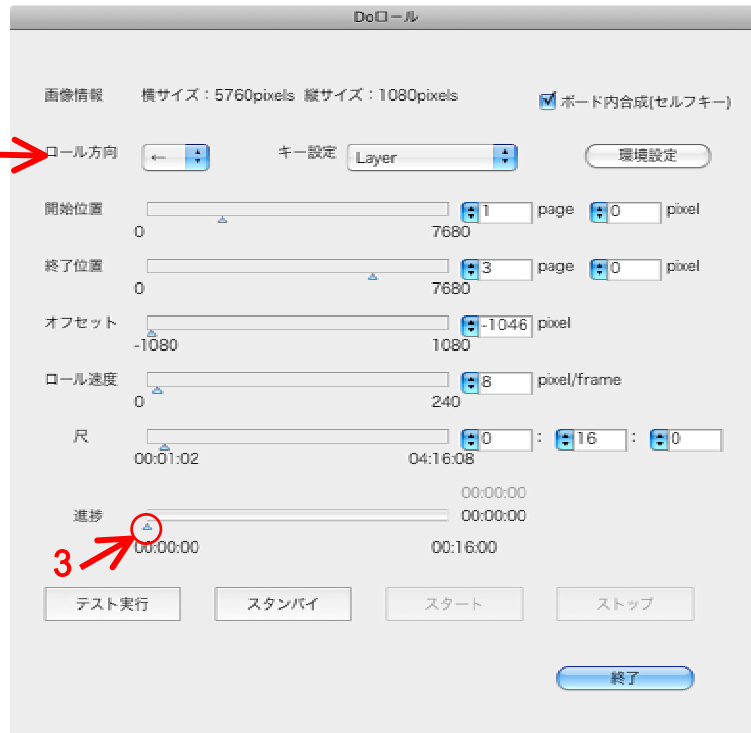 Doロール
画像情報 横サイズ:5760pixels 縦サイズ:1080pixels ボード内合成(セルフキー)
ロール方向 ← キー設定 Layer 環境設定
開始位置 1 page 0 pixel
0 7680
終了位置 3 page 0 pixel
0 7680
オフセット -1046 pixel
-1080 1080
ロール速度 8 pixel/frame
0 240
尺 0 : 16 : 0
00:01:02 04:16:08
00:00:00
進捗 00:00:00
3 00:00:00 00:16:00
テスト実行 スタンバイ スタート ストップ
終了